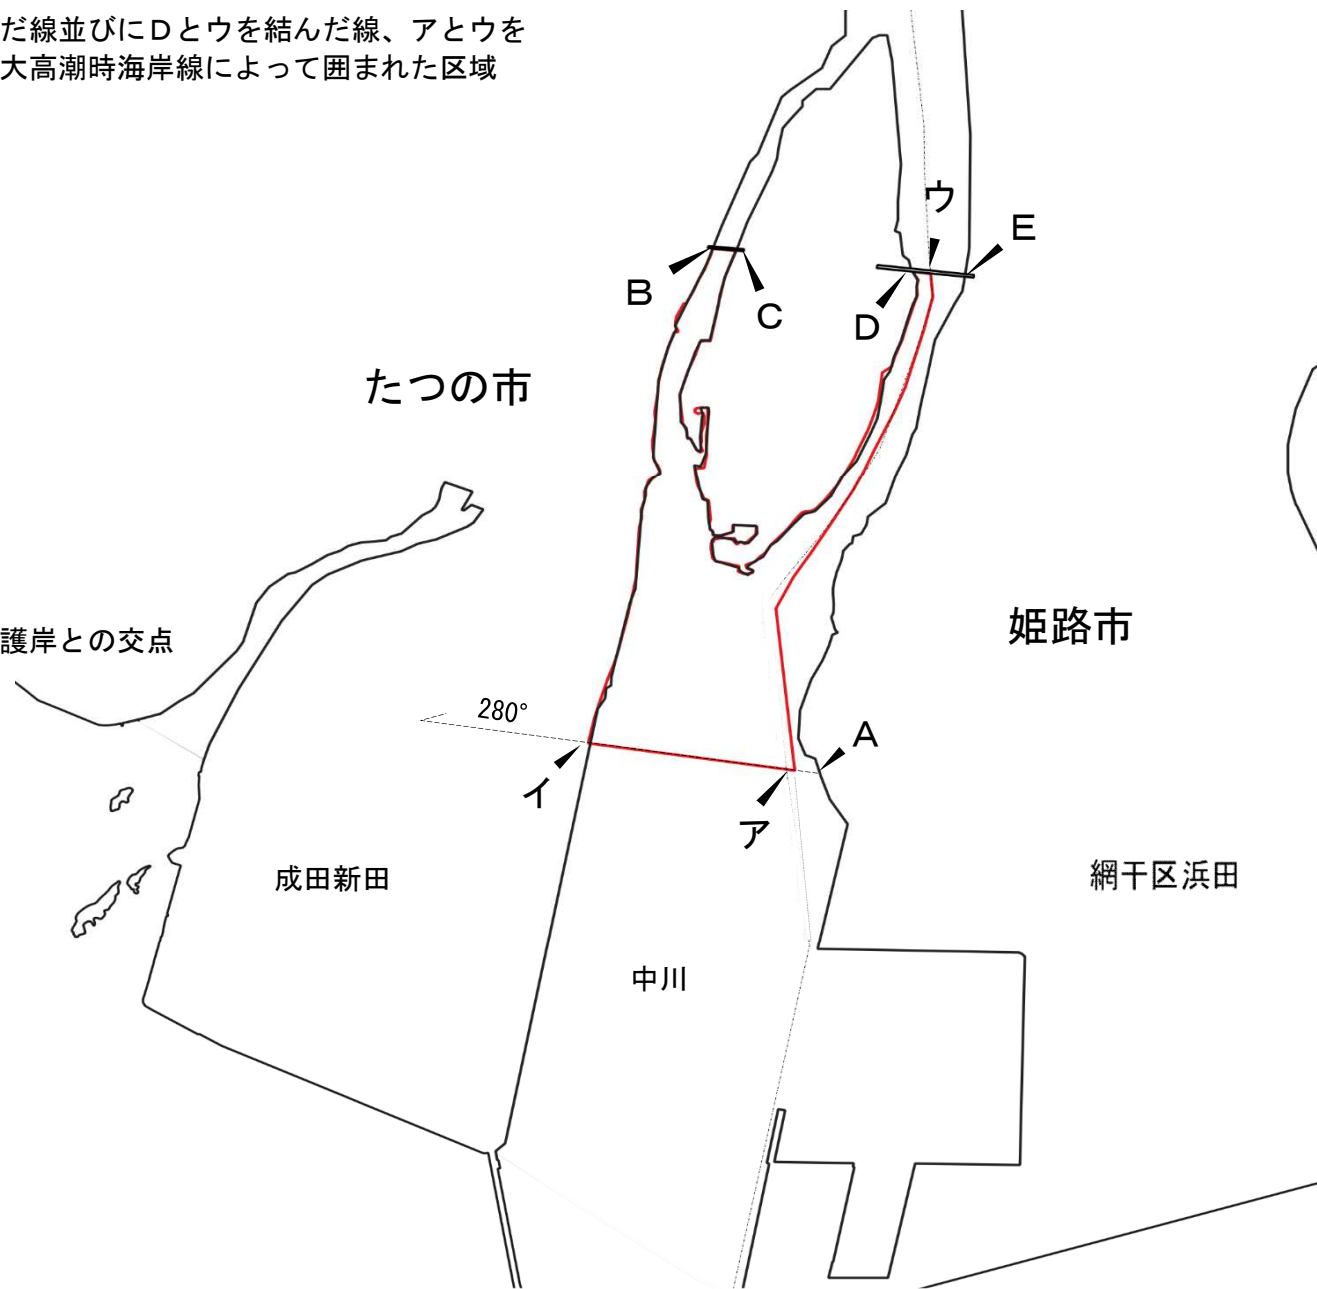 だ線並びにＤとウを結んだ線、アとウを
大高潮時海岸線によって囲まれた区域
ウ
E
B
C
D
たつの市
護岸との交点
姫路市
280°
A
イ
ア
成田新田
網干区浜田
中川